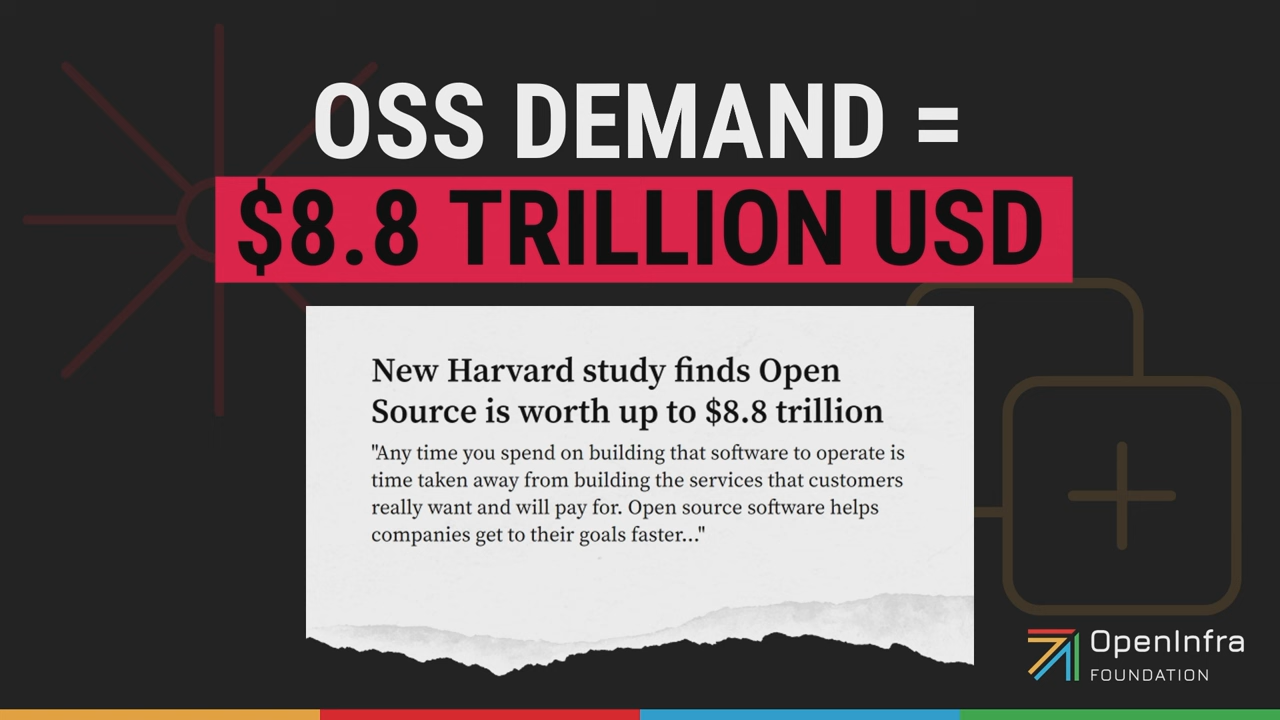 OSS DEMAND =
$8.8 TRILLION USD
New Harvard study finds Open
Source is worth up to $8.8 trillion
"Any time you spend on building that software to operate is
time taken away from building the services that customers
really want and will pay for. Open source software helps
companies get to their goals faster..."
OpenInfra
FOUNDATION